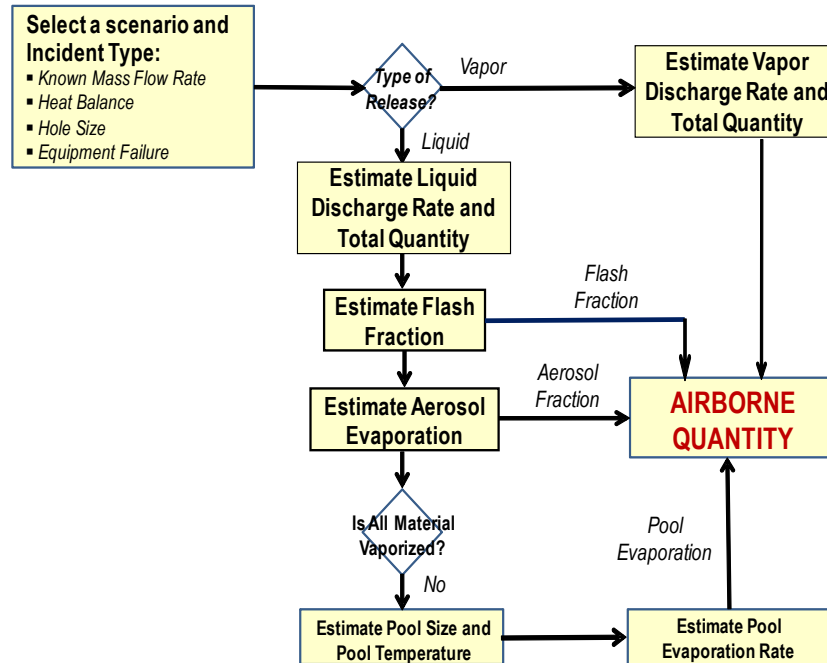 Select a scenario and
Incident Type:
▪ Known Mass Flow Rate
▪ Heat Balance
▪ Hole Size
▪ Equipment Failure
Type of
Release?
Vapor
Estimate Vapor
Discharge Rate and
Total Quantity
Liquid
Estimate Liquid
Discharge Rate and
Total Quantity
Flash
Fraction
Estimate Flash
Fraction
Aerosol
Fraction
Estimate Aerosol
Evaporation
AIRBORNE
QUANTITY
Is All Material
Vaporized?
Pool
Evaporation
No
Estimate Pool Size and
Pool Temperature
Estimate Pool
Evaporation Rate